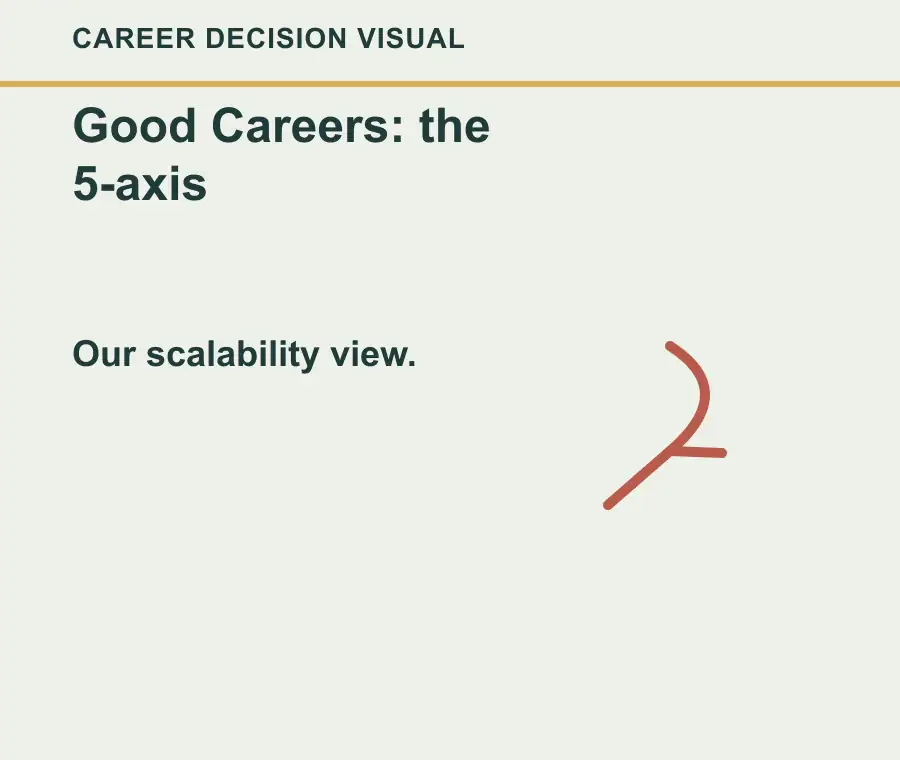 CAREER DECISION VISUAL
Good Careers: the
5-axis
Our scalability view.